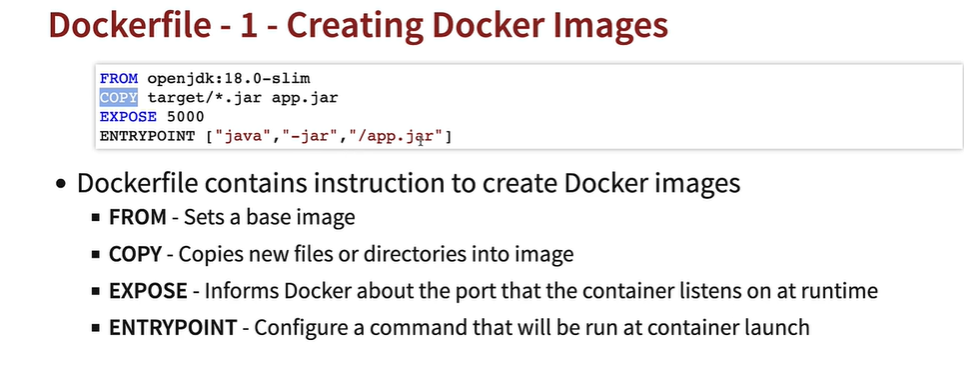 Dockerfile - 1 - Creating Docker Images
FROM openjdk:18.0-slim
COPY target/*.jar app.jar
EXPOSE 5000
ENTRYPOINT ["java","-jar","/app.jar"]
• Dockerfile contains instruction to create Docker images
▪ FROM - Sets a base image
▪ COPY - Copies new files or directories into image
▪ EXPOSE - Informs Docker about the port that the container listens on at runtime
▪ ENTRYPOINT - Configure a command that will be run at container launch